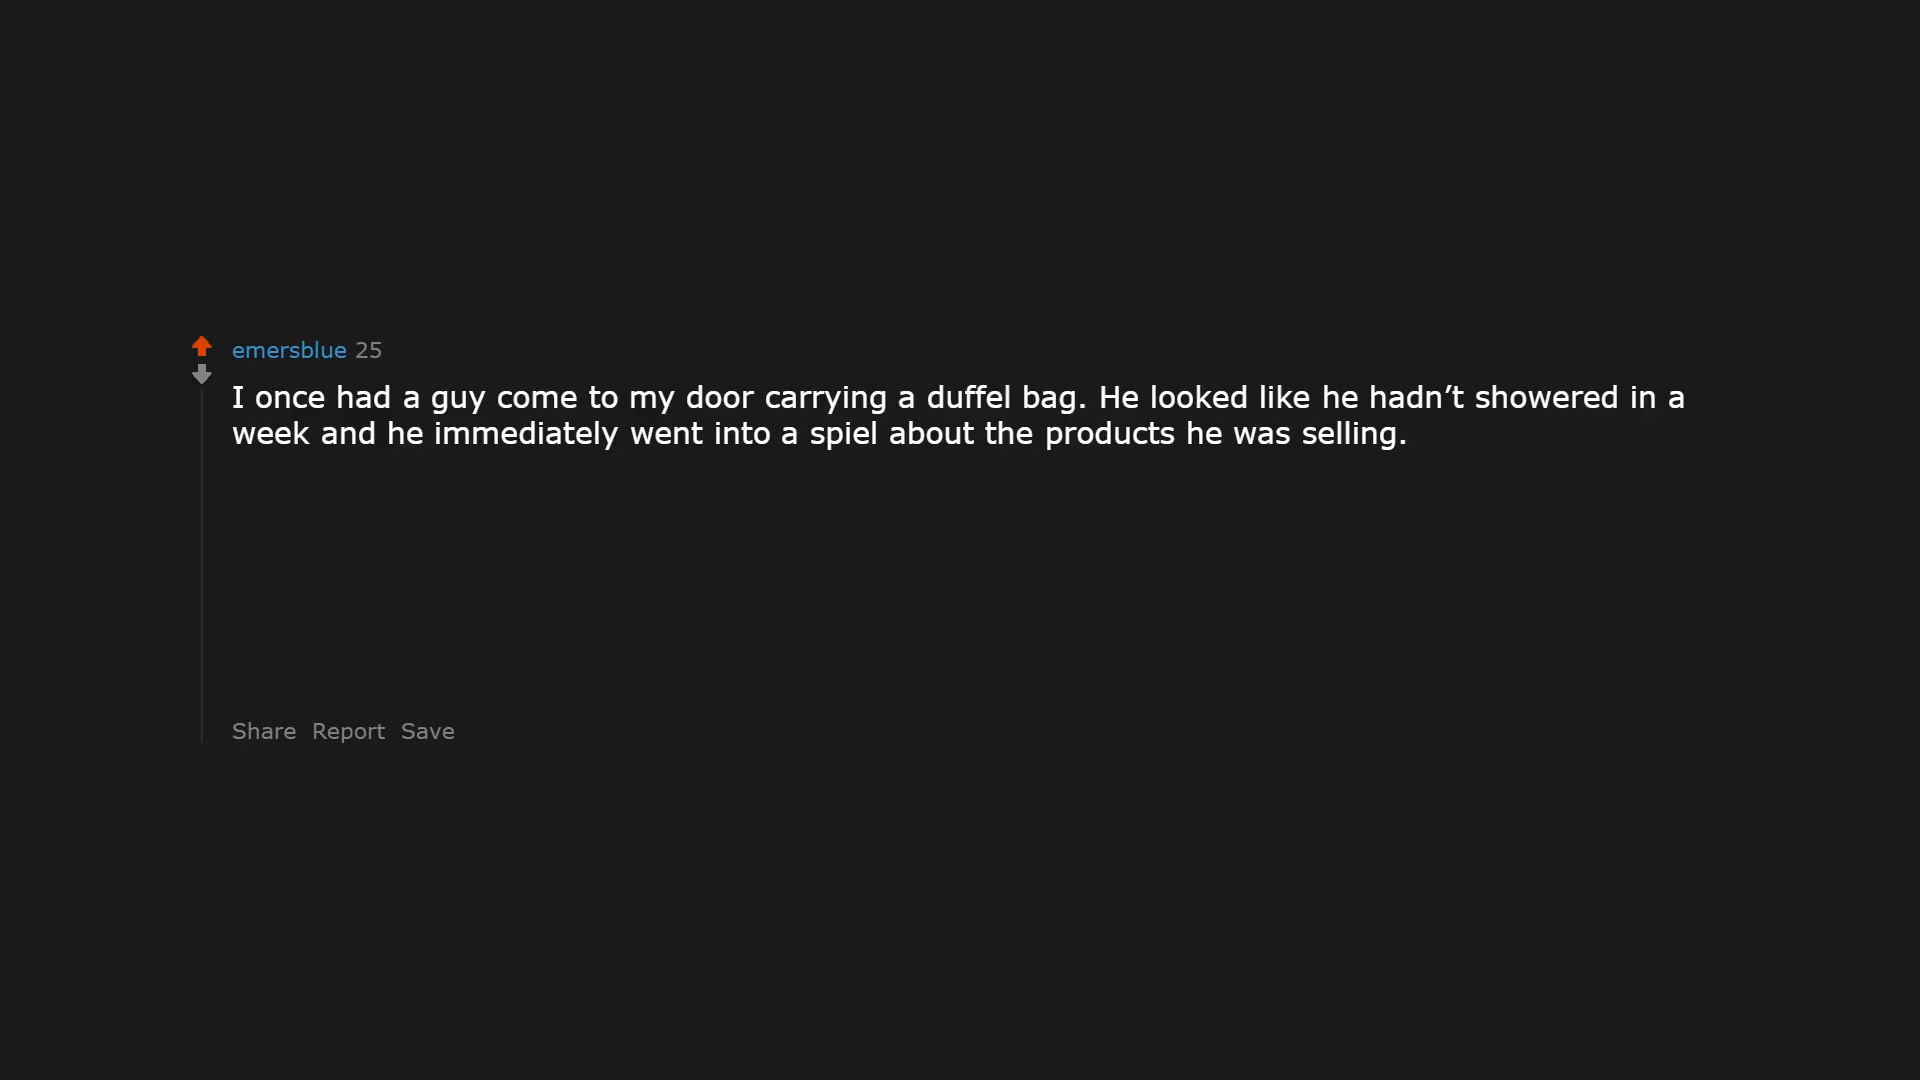 emersblue 25
I once had a guy come to my door carrying a duffel bag. He looked like he hadn’t showered in a
week and he immediately went into a spiel about the products he was selling.
Share Report Save